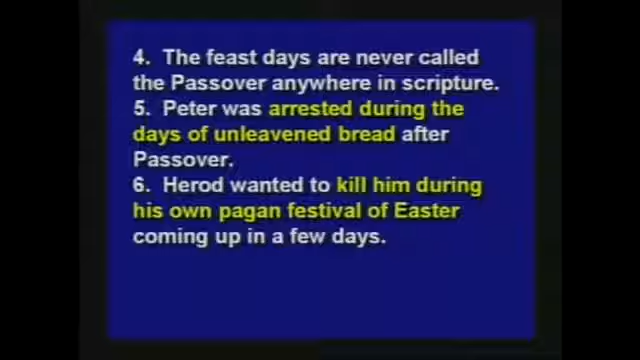 4. The feast days are never called
the Passover anywhere in scripture.
5. Peter was arrested during the
days of unleavened bread after
Passover.
6. Herod wanted to kill him during
his own pagan festival of Easter
coming up in a few days.